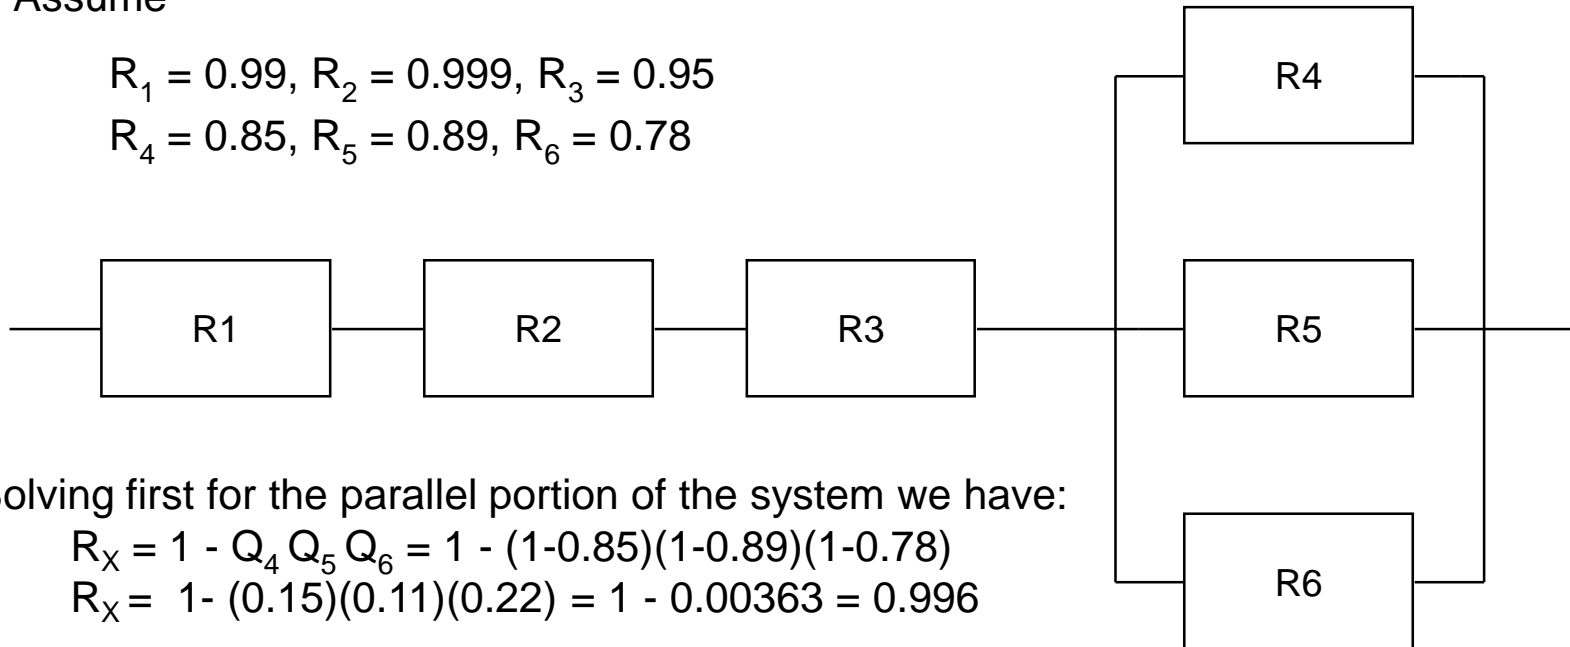 Assume
R₁ = 0.99, R₂ = 0.999, R₃ = 0.95
R₄ = 0.85, R₅ = 0.89, R₆ = 0.78
R4
R1 R2 R3 R5
olving first for the parallel portion of the system we have:
R_X = 1 - Q₄ Q₅ Q₆ = 1 - (1-0.85)(1-0.89)(1-0.78)
R_X = 1- (0.15)(0.11)(0.22) = 1 - 0.00363 = 0.996
R6